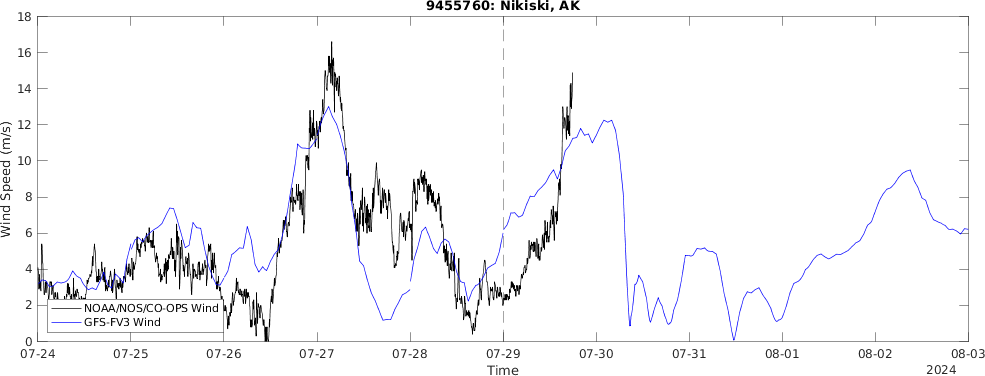 9455760: Nikiski, AK
Wind Speed (m/s)
18
16
14
12
10
8
6
4
2
0
NOAA/NOS/CO-OPS Wind
GFS-FV3 Wind
07-24 07-25 07-26 07-27 07-28 07-29 07-30 07-31 08-01 08-02 08-03
Time
2024